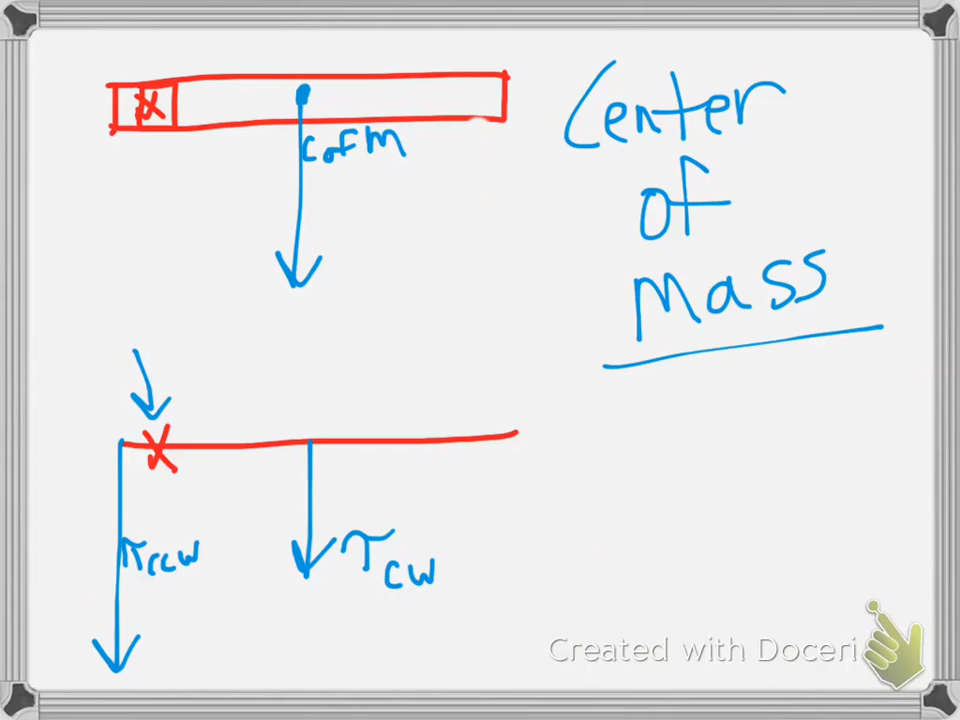 Center
of
Mass
C of M
τccw
τcw
Created with Doceri